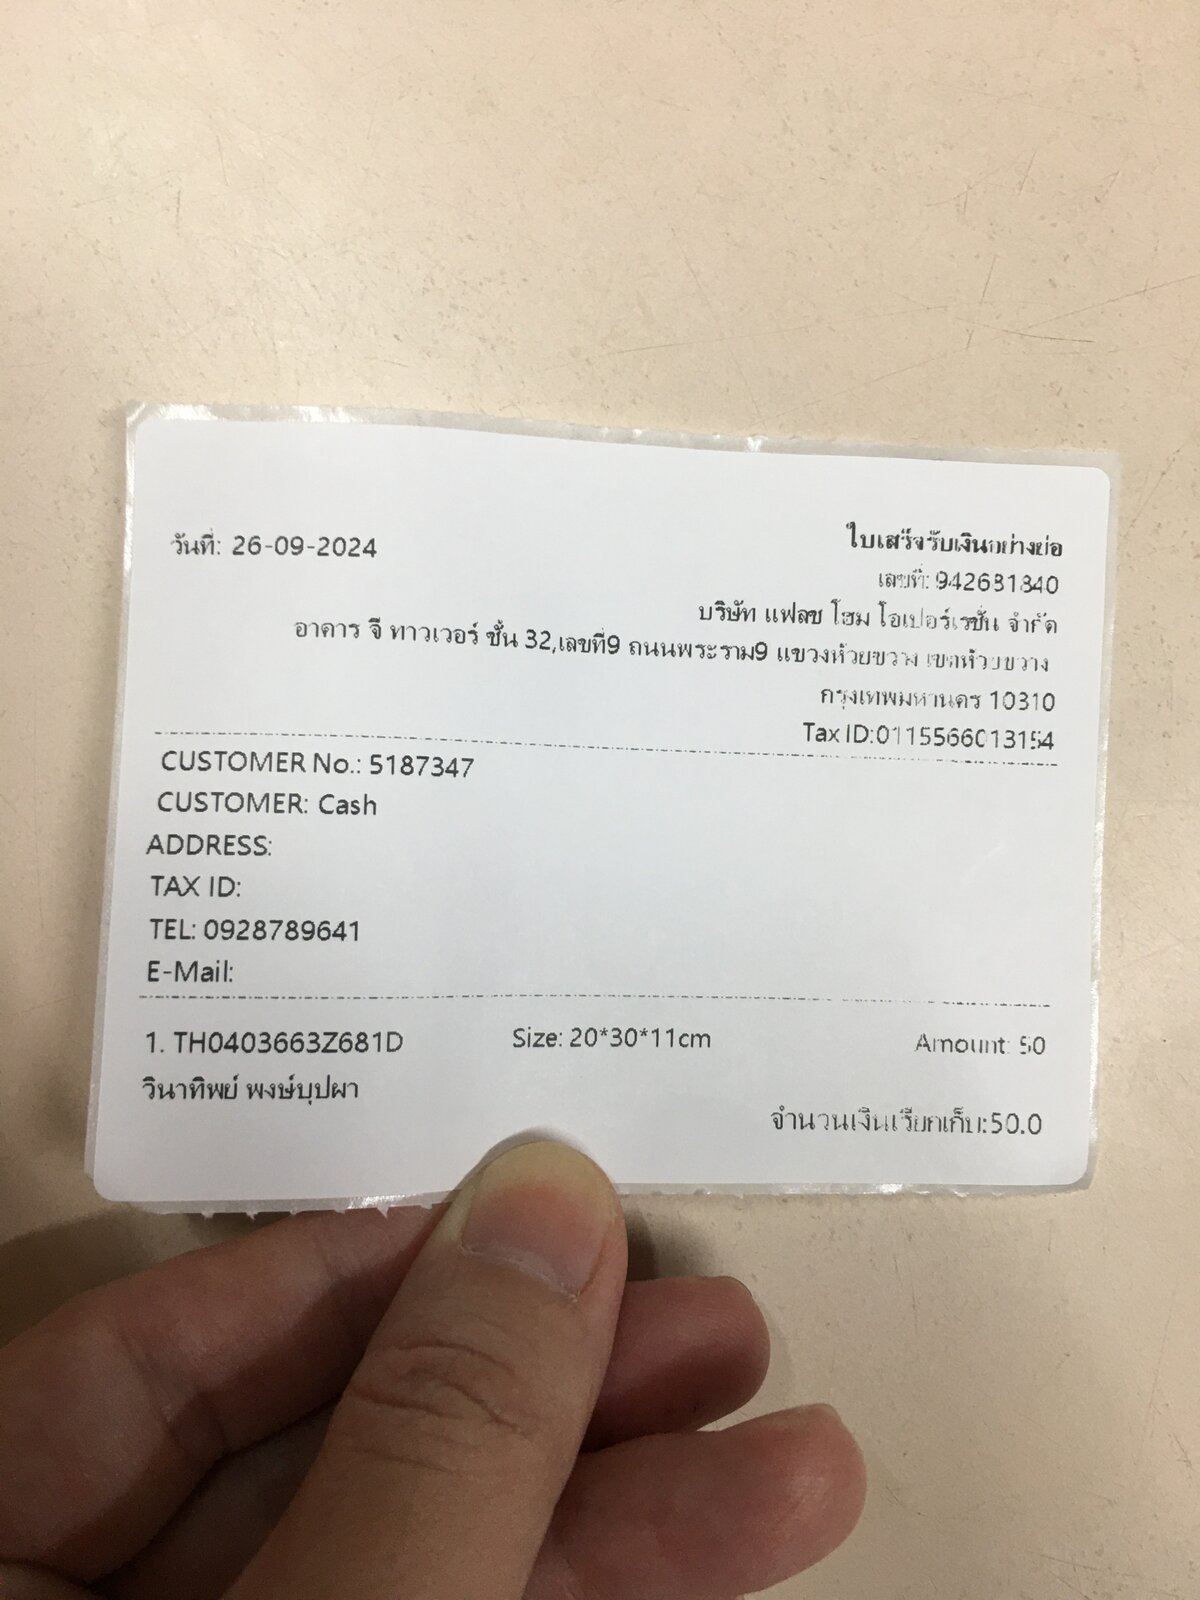 วันที่: 26-09-2024
ใบเสร็จรับเงินอย่างย่อ
เลขที่: 942681840
บริษัท แฟลช โฮม โอเปอร์เรชั่น จำกัด
อาคาร จี ทาวเวอร์ ชั้น 32,เลขที่9 ถนนพระราม9 แขวงห้วยขวาง เขตห้วยขวาง
กรุงเทพมหานคร 10310
Tax ID:0115566013154
CUSTOMER No.: 5187347
CUSTOMER: Cash
ADDRESS:
TAX ID:
TEL: 0928789641
E-Mail:
1. TH0403663Z681D Size: 20*30*11cm Amount: 50
วินาทิพย์ พงษ์บุปผา
จำนวนเงินเรียกเก็บ:50.0